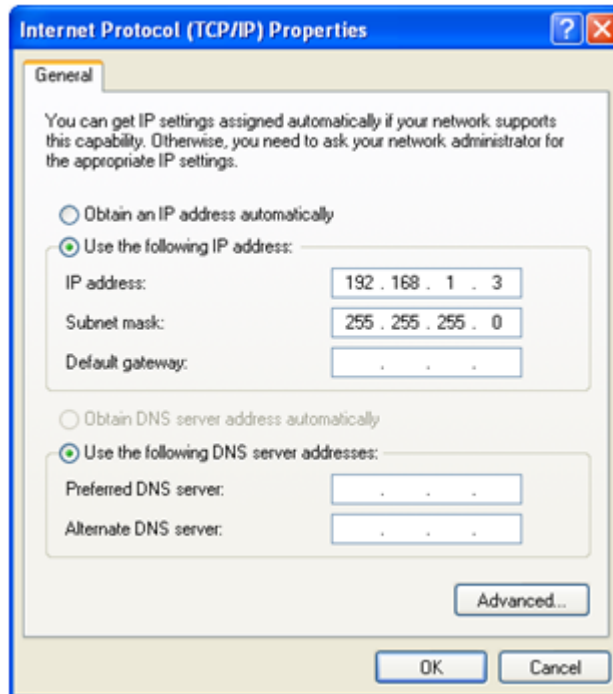 Internet Protocol (TCP/IP) Properties
General
You can get IP settings assigned automatically if your network supports
this capability. Otherwise, you need to ask your network administrator for
the appropriate IP settings.
Obtain an IP address automatically
Use the following IP address:
IP address: 192 . 168 . 1 . 3
Subnet mask: 255 . 255 . 255 . 0
Default gateway: . . .
Obtain DNS server address automatically
Use the following DNS server addresses:
Preferred DNS server: . . .
Alternate DNS server: . . .
Advanced...
OK Cancel